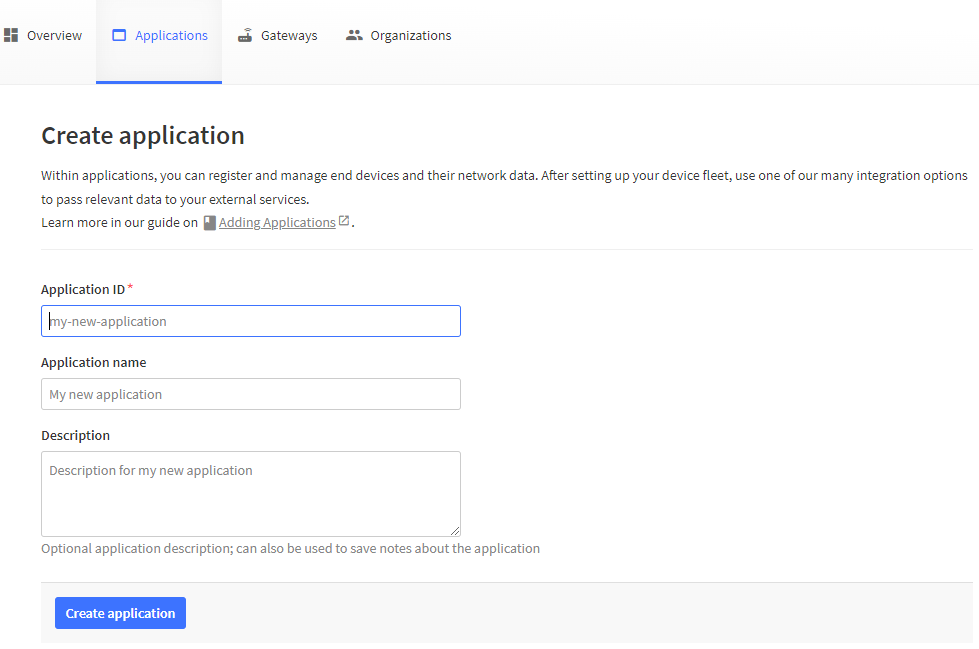 Overview Applications Gateways Organizations
Create application
Within applications, you can register and manage end devices and their network data. After setting up your device fleet, use one of our many integration options
to pass relevant data to your external services.
Learn more in our guide on Adding Applications.
Application ID*
my-new-application
Application name
My new application
Description
Description for my new application
Optional application description; can also be used to save notes about the application
Create application